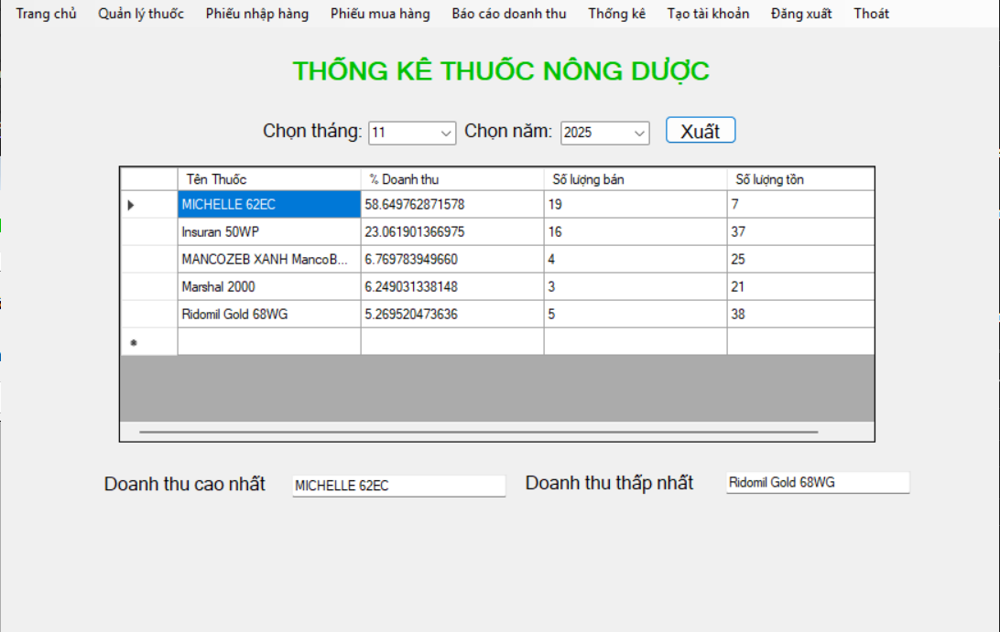 Trang chủ Quản lý thuốc Phiếu nhập hàng Phiếu mua hàng Báo cáo doanh thu Thống kê Tạo tài khoản Đăng xuất Thoát
THỐNG KÊ THUỐC NÔNG DƯỢC
Chọn tháng: 11 Chọn năm: 2025 Xuất
Tên Thuốc % Doanh thu Số lượng bán Số lượng tồn
MICHELLE 62EC 58.649762871578 19 7
Insuran 50WP 23.061901366975 16 37
MANCOZEB XANH MancoB... 6.769783949660 4 25
Marshal 2000 6.249031338148 3 21
Ridomil Gold 68WG 5.269520473636 5 38
Doanh thu cao nhất MICHELLE 62EC Doanh thu thấp nhất Ridomil Gold 68WG